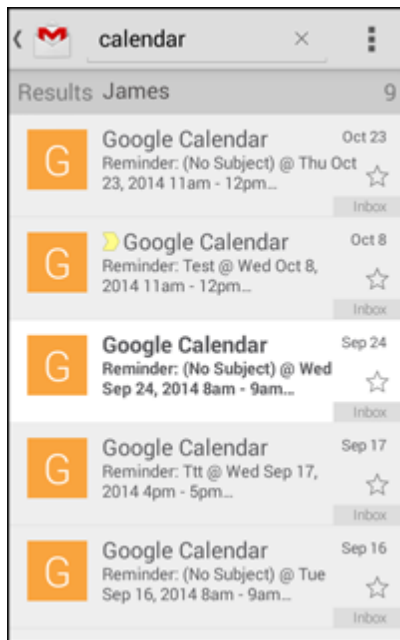 calendar
Results James 9
Google Calendar Oct 23
Reminder: (No Subject) @ Thu Oct
23, 2014 11am - 12pm...
Inbox
G
Google Calendar Oct 8
Reminder: Test @ Wed Oct 8,
2014 11am - 12pm...
Inbox
G
Google Calendar Sep 24
Reminder: (No Subject) @ Wed
Sep 24, 2014 8am - 9am...
Inbox
G
Google Calendar Sep 17
Reminder: Ttt @ Wed Sep 17,
2014 4pm - 5pm...
Inbox
G
Google Calendar Sep 16
Reminder: (No Subject) @ Tue
Sep 16, 2014 8am - 9am...
Inbox
G